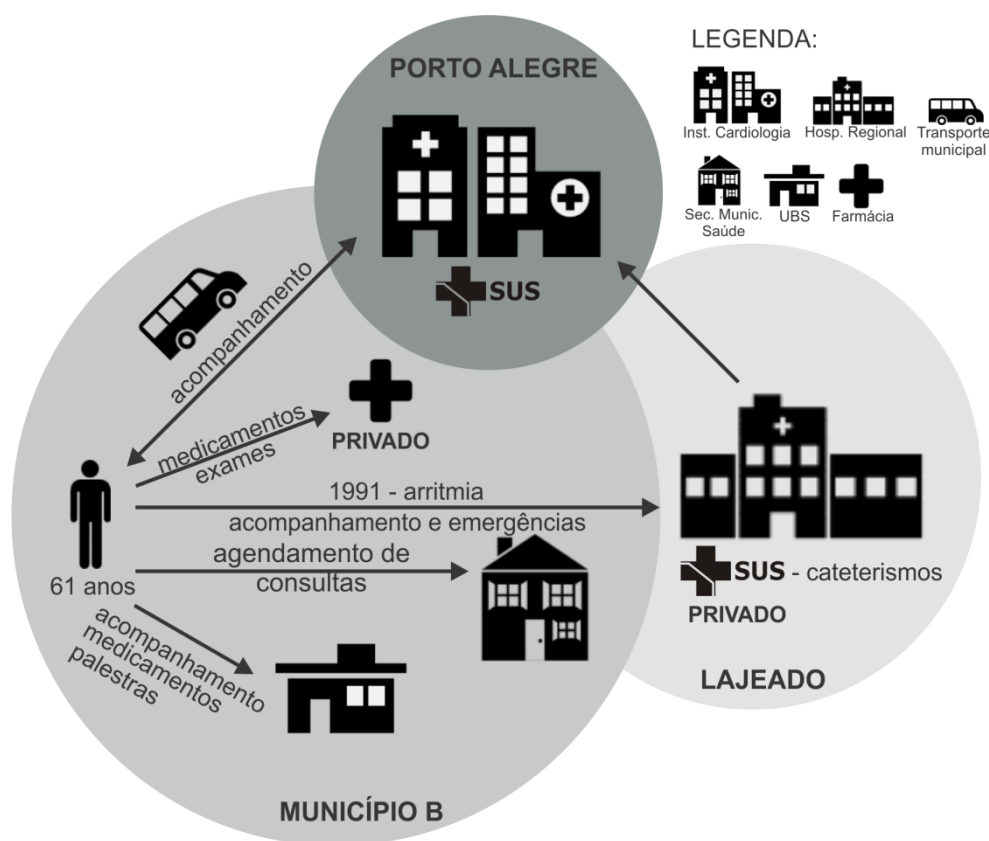 LEGENDA:
Inst. Cardiologia
Hosp. Regional
Transporte
municipal
Sec. Munic.
Saúde
UBS
Farmácia
PORTO ALEGRE
SUS
acompanhamento
medicamentos
exames
PRIVADO
1991 - arritmia
acompanhamento e emergências
agendamento de
consultas
61 anos
acompanhamento
medicamentos
palestras
MUNICÍPIO B
SUS - cateterismos
PRIVADO
LAJEADO